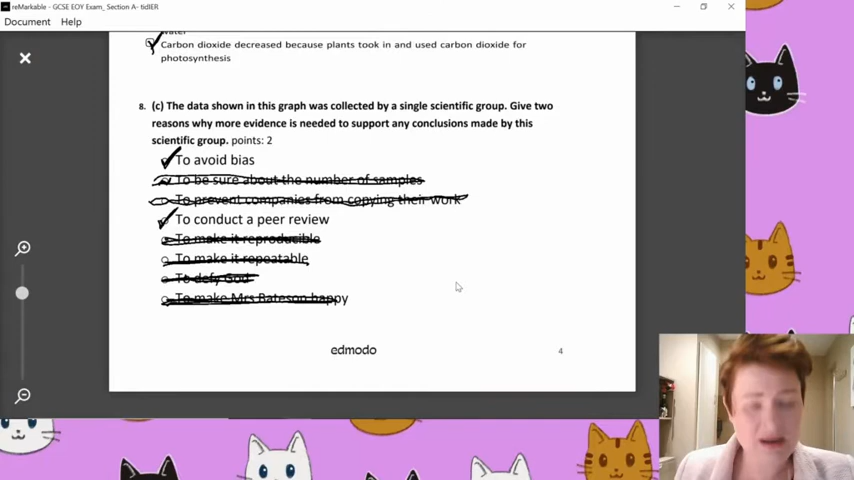 reMarkable - GCSE EOY Exam_ Section A- tidIER
Document Help
water
Carbon dioxide decreased because plants took in and used carbon dioxide for
photosynthesis
8. (c) The data shown in this graph was collected by a single scientific group. Give two
reasons why more evidence is needed to support any conclusions made by this
scientific group. points: 2
To avoid bias
To be sure about the number of samples
To prevent companies from copying their work
To conduct a peer review
To make it reproducible
To make it repeatable
To defy God
To make Mrs Bateson happy
edmodo 4